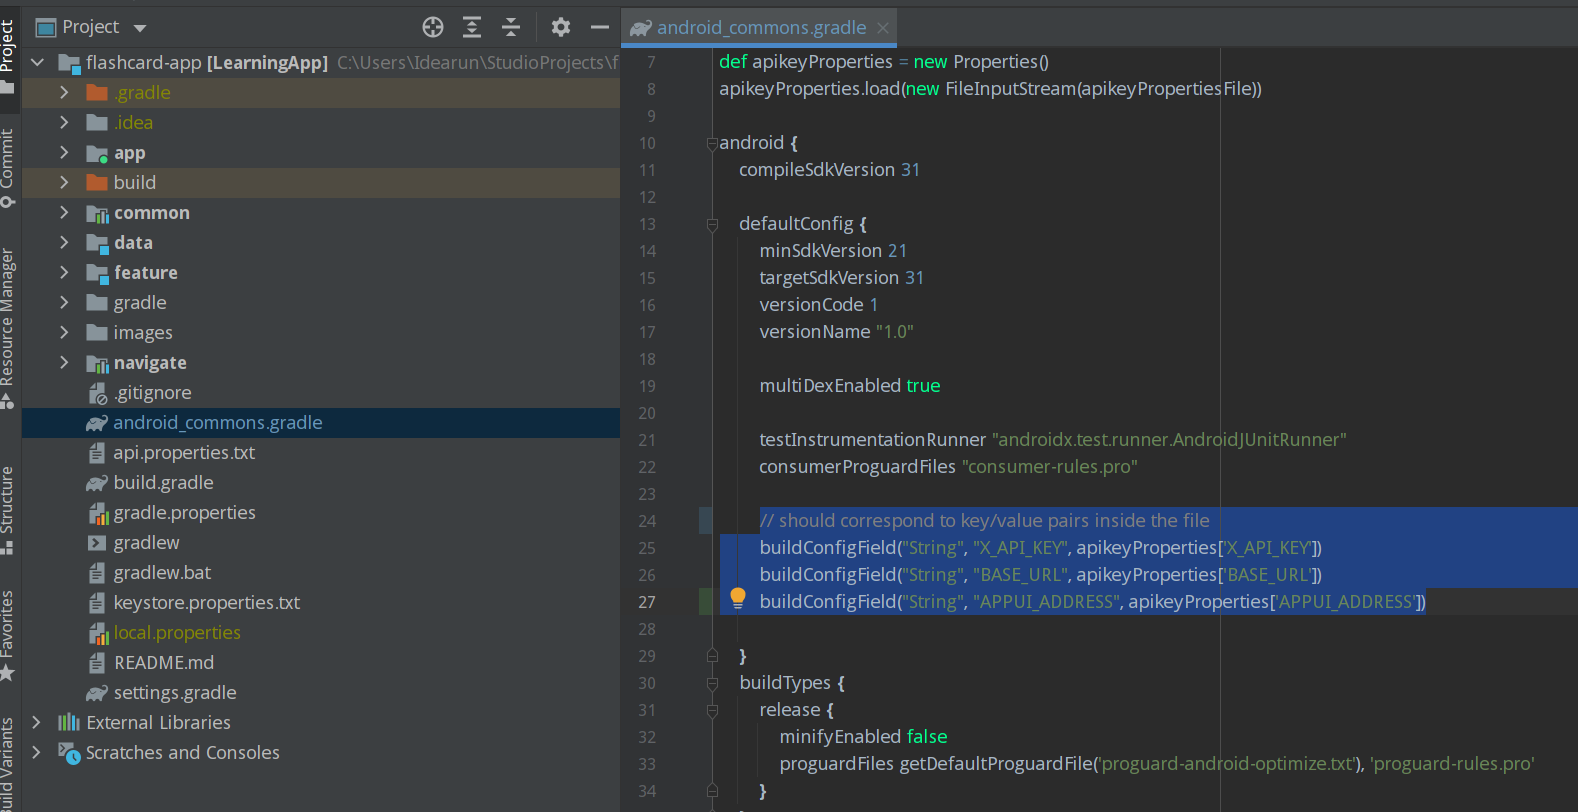 Project
android_commons.gradle
flashcard-app [LearningApp] C:\Users\Idearun\StudioProjects\f
.gradle
.idea
app
build
common
data
feature
gradle
images
navigate
.gitignore
android_commons.gradle
api.properties.txt
build.gradle
gradle.properties
gradlew
gradlew.bat
keystore.properties.txt
local.properties
README.md
settings.gradle
External Libraries
Scratches and Consoles
Project
Commit
Resource Manager
Structure
Favorites
Build Variants
7 def apikeyProperties = new Properties()
8 apikeyProperties.load(new FileInputStream(apikeyPropertiesFile))
9
10 android {
11 compileSdkVersion 31
12
13 defaultConfig {
14 minSdkVersion 21
15 targetSdkVersion 31
16 versionCode 1
17 versionName "1.0"
18
19 multiDexEnabled true
20
21 testInstrumentationRunner "androidx.test.runner.AndroidJUnitRunner"
22 consumerProguardFiles "consumer-rules.pro"
23
24 // should correspond to key/value pairs inside the file
25 buildConfigField("String", "X_API_KEY", apikeyProperties['X_API_KEY'])
26 buildConfigField("String", "BASE_URL", apikeyProperties['BASE_URL'])
27 buildConfigField("String", "APPUI_ADDRESS", apikeyProperties['APPUI_ADDRESS'])
28
29 }
30 buildTypes {
31 release {
32 minifyEnabled false
33 proguardFiles getDefaultProguardFile('proguard-android-optimize.txt'), 'proguard-rules.pro'
34 }